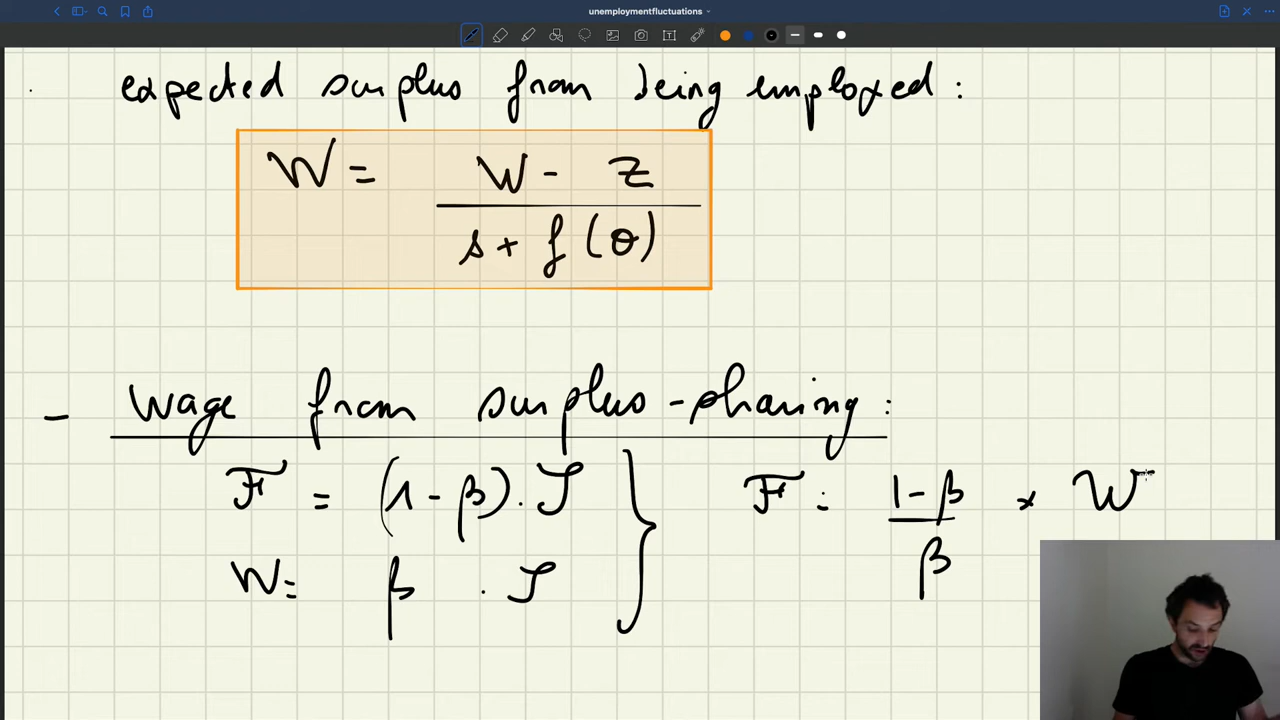 unemploymentfluctuations
expected surplus from being employed :
W = w - z / s + f (θ)
- Wage from surplus-sharing :
F = (1 - β) . S } F = 1 - β / β × W
W = β . S